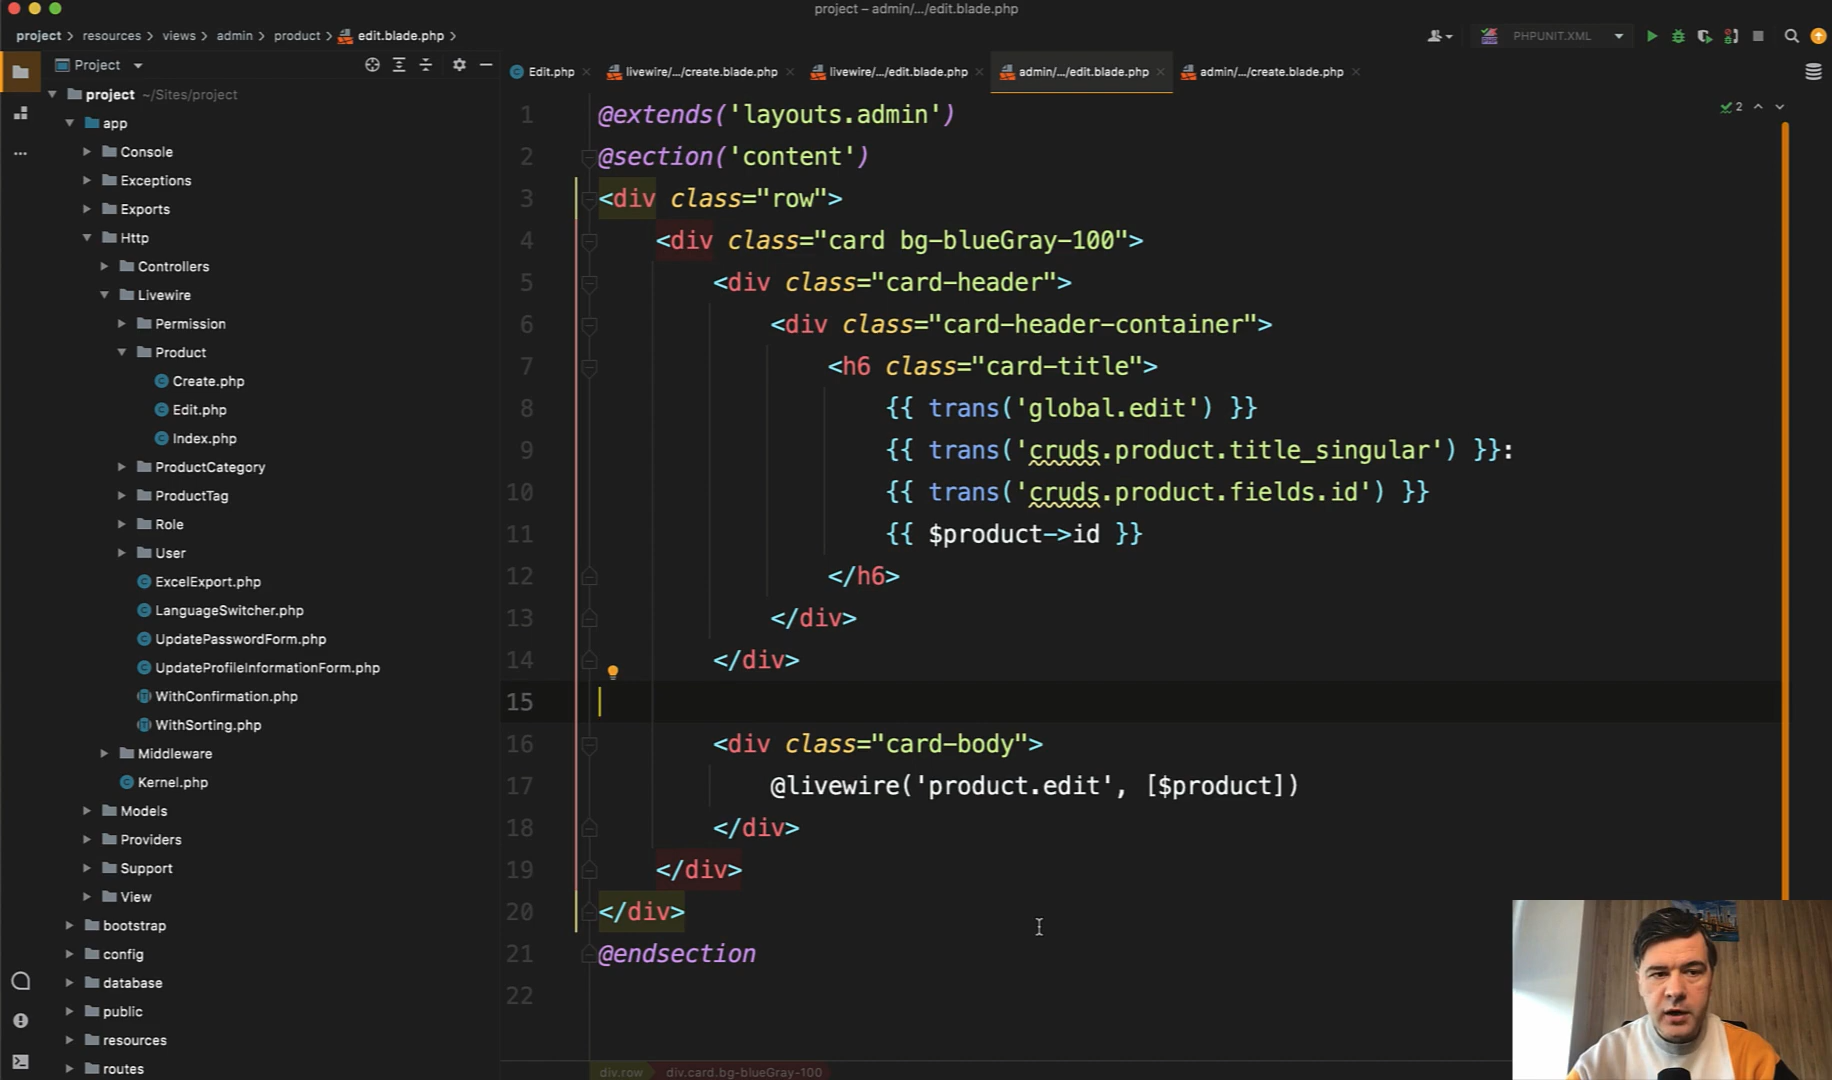 project – admin/.../edit.blade.php
project > resources > views > admin > product > edit.blade.php >
PHPUNIT.XML
Project
Edit.php
livewire/.../create.blade.php
livewire/.../edit.blade.php
admin/.../edit.blade.php
admin/.../create.blade.php
project ~/Sites/project
app
Console
Exceptions
Exports
Http
Controllers
Livewire
Permission
Product
Create.php
Edit.php
Index.php
ProductCategory
ProductTag
Role
User
ExcelExport.php
LanguageSwitcher.php
UpdatePasswordForm.php
UpdateProfileInformationForm.php
WithConfirmation.php
WithSorting.php
Middleware
Kernel.php
Models
Providers
Support
View
bootstrap
config
database
public
resources
routes
2
1 @extends('layouts.admin')
2 @section('content')
3 <div class="row">
4 <div class="card bg-blueGray-100">
5 <div class="card-header">
6 <div class="card-header-container">
7 <h6 class="card-title">
8 {{ trans('global.edit') }}
9 {{ trans('cruds.product.title_singular') }}:
10 {{ trans('cruds.product.fields.id') }}
11 {{ $product->id }}
12 </h6>
13 </div>
14 </div>
15
16 <div class="card-body">
17 @livewire('product.edit', [$product])
18 </div>
19 </div>
20 </div>
21 @endsection
22
div.row > div.card.bg-blueGray-100